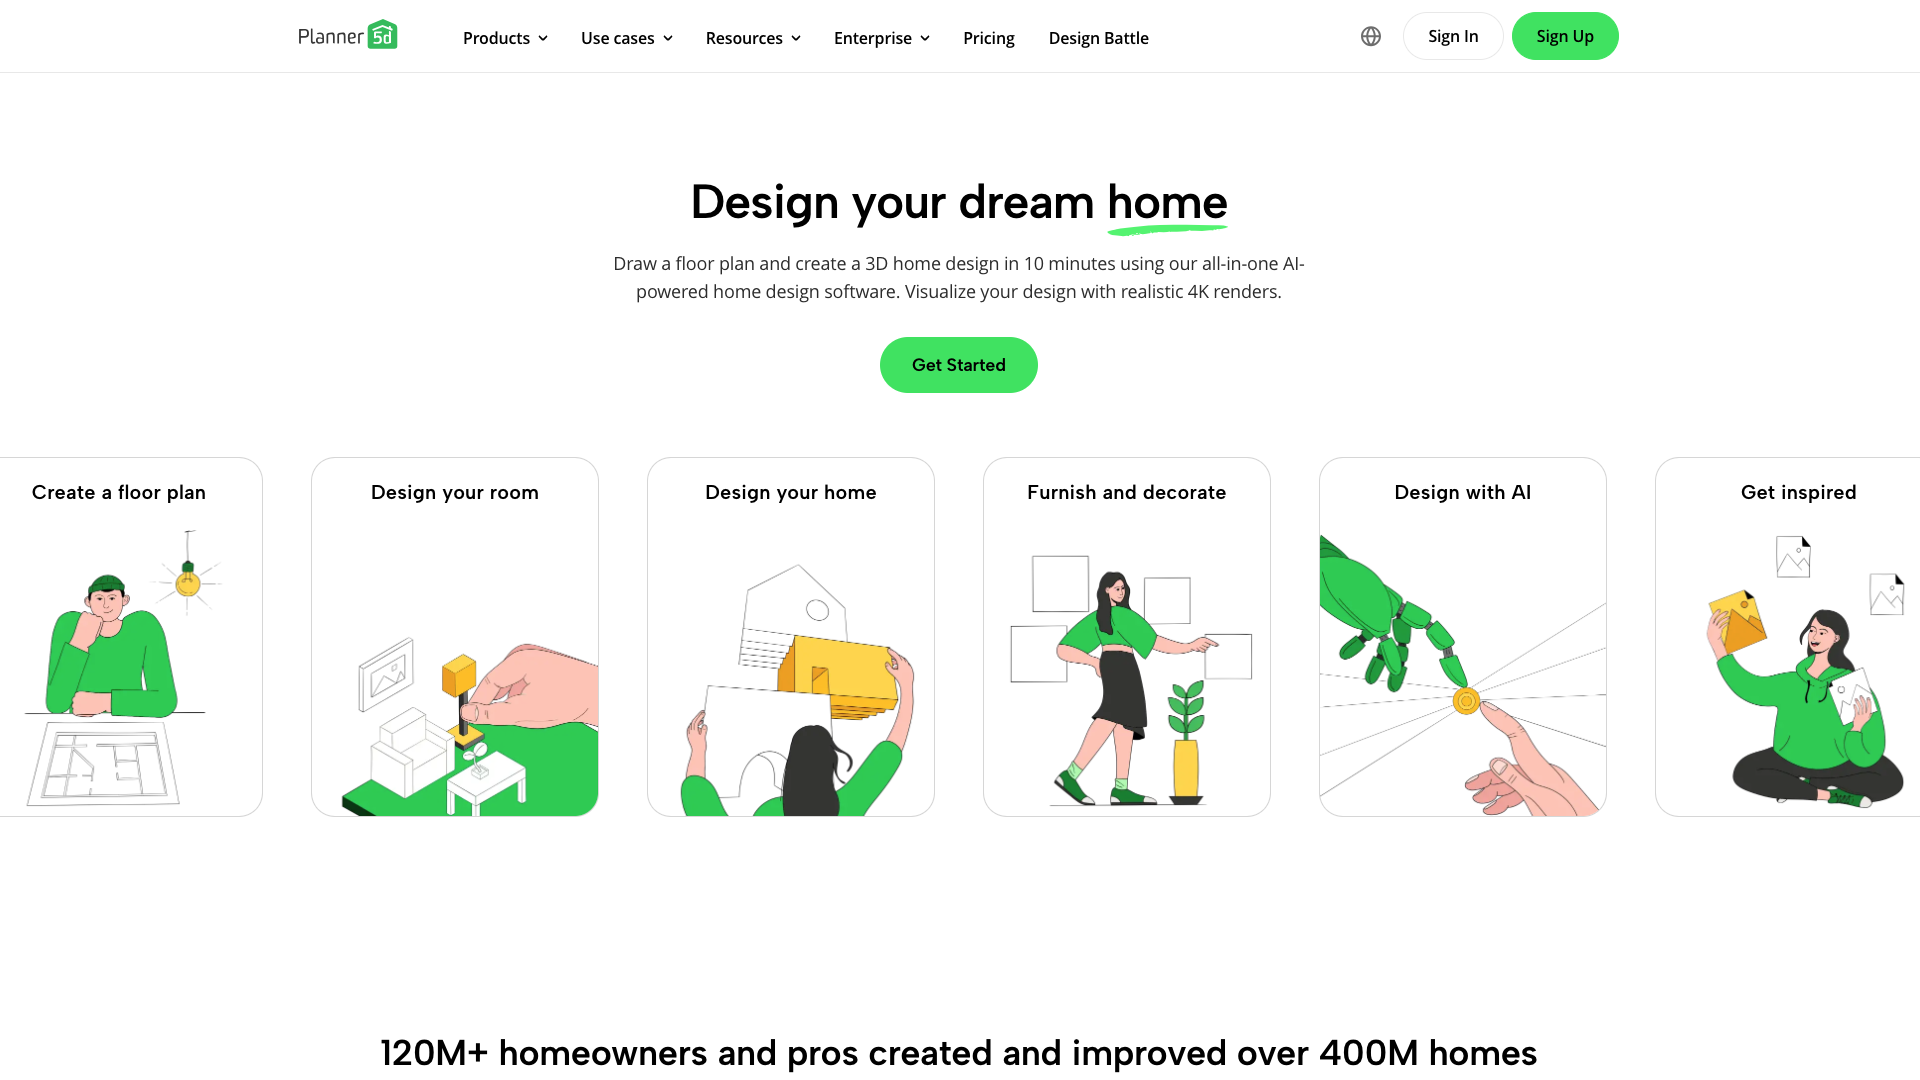 Planner 5d
Products
Use cases
Resources
Enterprise
Pricing
Design Battle
Sign In
Sign Up
Design your dream home
Draw a floor plan and create a 3D home design in 10 minutes using our all-in-one AI-
powered home design software. Visualize your design with realistic 4K renders.
Get Started
Create a floor plan
Design your room
Design your home
Furnish and decorate
Design with AI
Get inspired
120M+ homeowners and pros created and improved over 400M homes